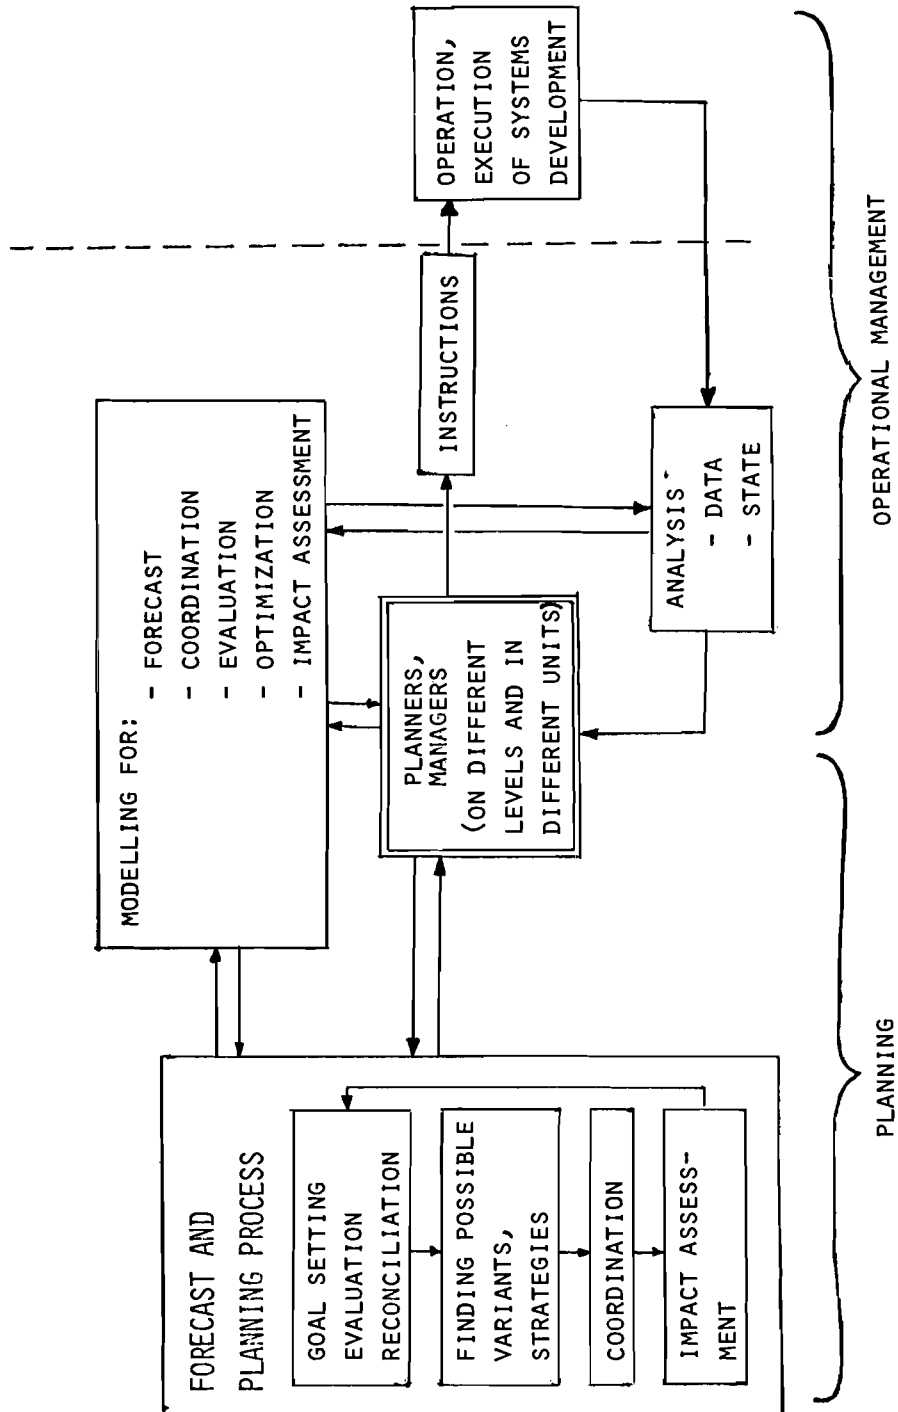 FORECAST AND
PLANNING PROCESS
GOAL SETTING
EVALUATION
RECONCILIATION
FINDING POSSIBLE
VARIANTS,
STRATEGIES
COORDINATION
IMPACT ASSESS-
MENT
MODELLING FOR:
- FORECAST
- COORDINATION
- EVALUATION
- OPTIMIZATION
- IMPACT ASSESSMENT
PLANNERS,
MANAGERS
(ON DIFFERENT
LEVELS AND IN
DIFFERENT UNITS)
INSTRUCTIONS
ANALYSIS
- DATA
- STATE
OPERATION,
EXECUTION
OF SYSTEMS
DEVELOPMENT
PLANNING
OPERATIONAL MANAGEMENT